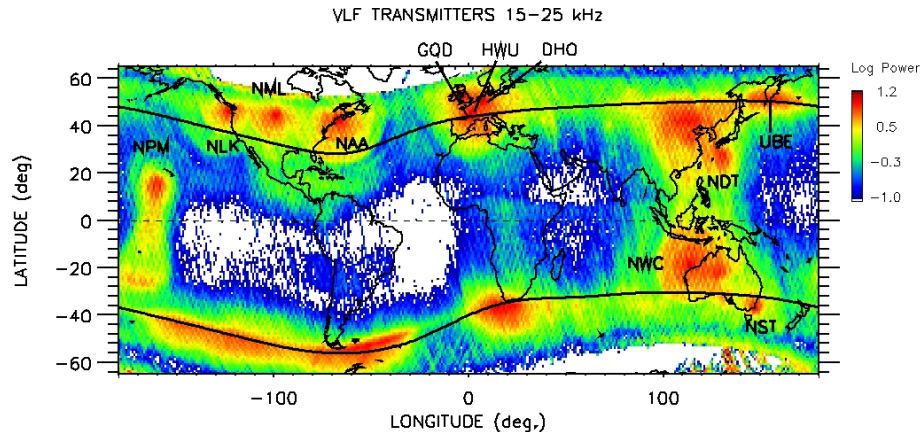 VLF TRANSMITTERS 15-25 kHz
GQD HWU DHO
Log Power
60
40
20
0
-20
-40
-60
LATITUDE (deg)
NML
NPM
NLK
NAA
UBE
NDT
NWC
NST
1.2
0.5
-0.3
-1.0
-100 0 100
LONGITUDE (deg,)